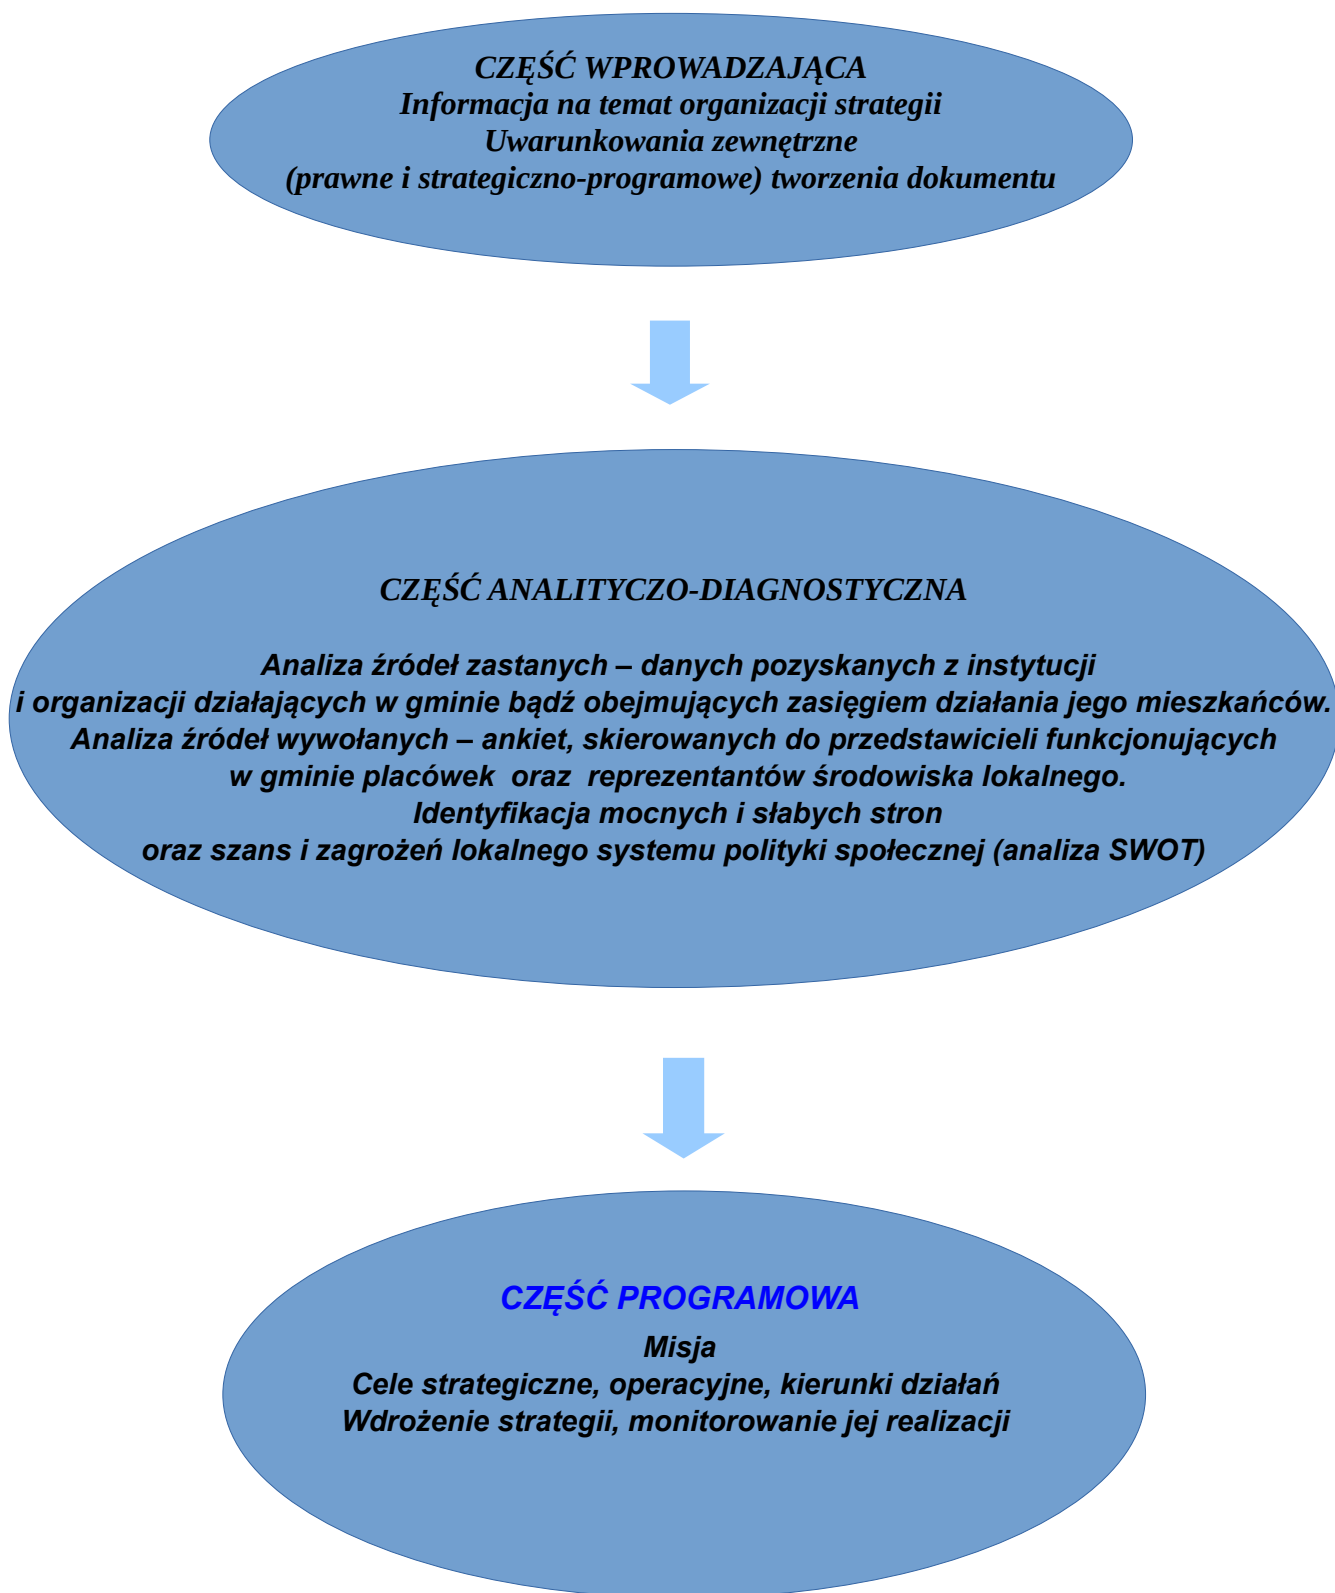 CZĘŚĆ WPROWADZAJĄCA
Informacja na temat organizacji strategii
Uwarunkowania zewnętrzne
(prawne i strategiczno-programowe) tworzenia dokumentu
CZĘŚĆ ANALITYCZO-DIAGNOSTYCZNA
Analiza źródeł zastanych – danych pozyskanych z instytucji
i organizacji działających w gminie bądź obejmujących zasięgiem działania jego mieszkańców.
Analiza źródeł wywołanych – ankiet, skierowanych do przedstawicieli funkcjonujących
w gminie placówek oraz reprezentantów środowiska lokalnego.
Identyfikacja mocnych i słabych stron
oraz szans i zagrożeń lokalnego systemu polityki społecznej (analiza SWOT)
CZĘŚĆ PROGRAMOWA
Misja
Cele strategiczne, operacyjne, kierunki działań
Wdrożenie strategii, monitorowanie jej realizacji